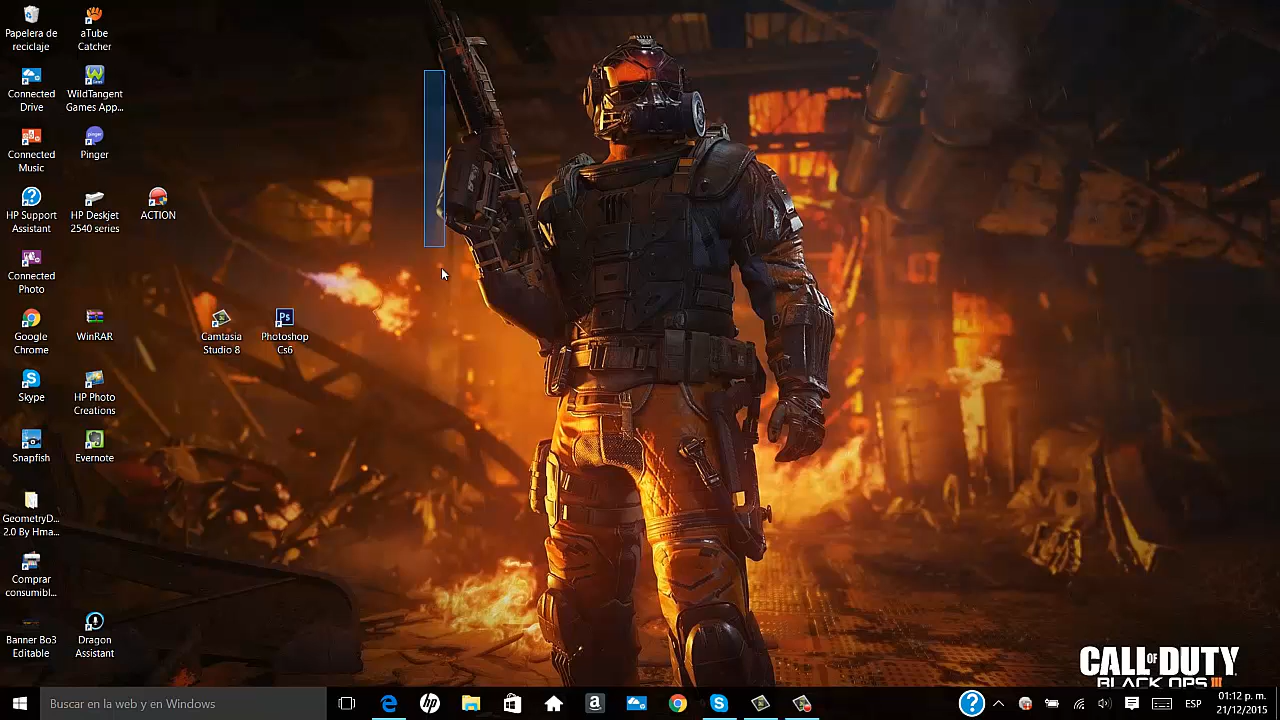 Papelera de
reciclaje
aTube
Catcher
Connected
Drive
WildTangent
Games App...
Connected
Music
Pinger
HP Support
Assistant
HP Deskjet
2540 series
ACTION
Connected
Photo
Google
Chrome
WinRAR
Camtasia
Studio 8
Photoshop
Cs6
Skype
HP Photo
Creations
Snapfish
Evernote
GeometryD...
2.0 By Hma...
Comprar
consumibl...
Banner Bo3
Editable
Dragon
Assistant
CALL OF DUTY
BLACK OPS III
Buscar en la web y en Windows
ESP
01:12 p. m.
21/12/2015